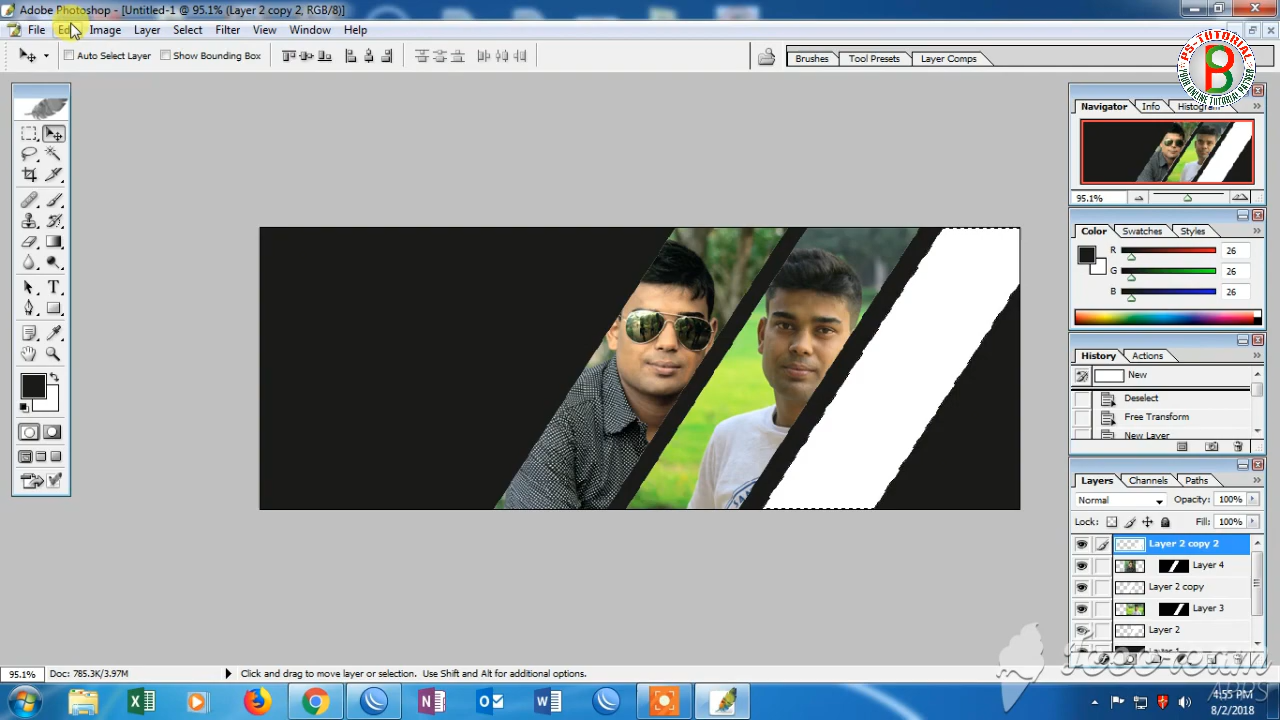 Adobe Photoshop - [Untitled-1 @ 95.1% (Layer 2 copy 2, RGB/8)]
File Edit Image Layer Select Filter View Window Help
Auto Select Layer Show Bounding Box
Brushes Tool Presets Layer Comps
PS-TUTORIAL
Navigator Info Histogram
95.1%
Color Swatches Styles
R 26
G 26
B 26
History Actions
New
Deselect
Free Transform
New Layer
Layers Channels Paths
Normal Opacity: 100%
Lock: Fill: 100%
Layer 2 copy 2
Layer 4
Layer 2 copy
Layer 3
Layer 2
95.1% Doc: 785.3K/3.97M Click and drag to move layer or selection. Use Shift and Alt for additional options.
4:55 PM
8/2/2018